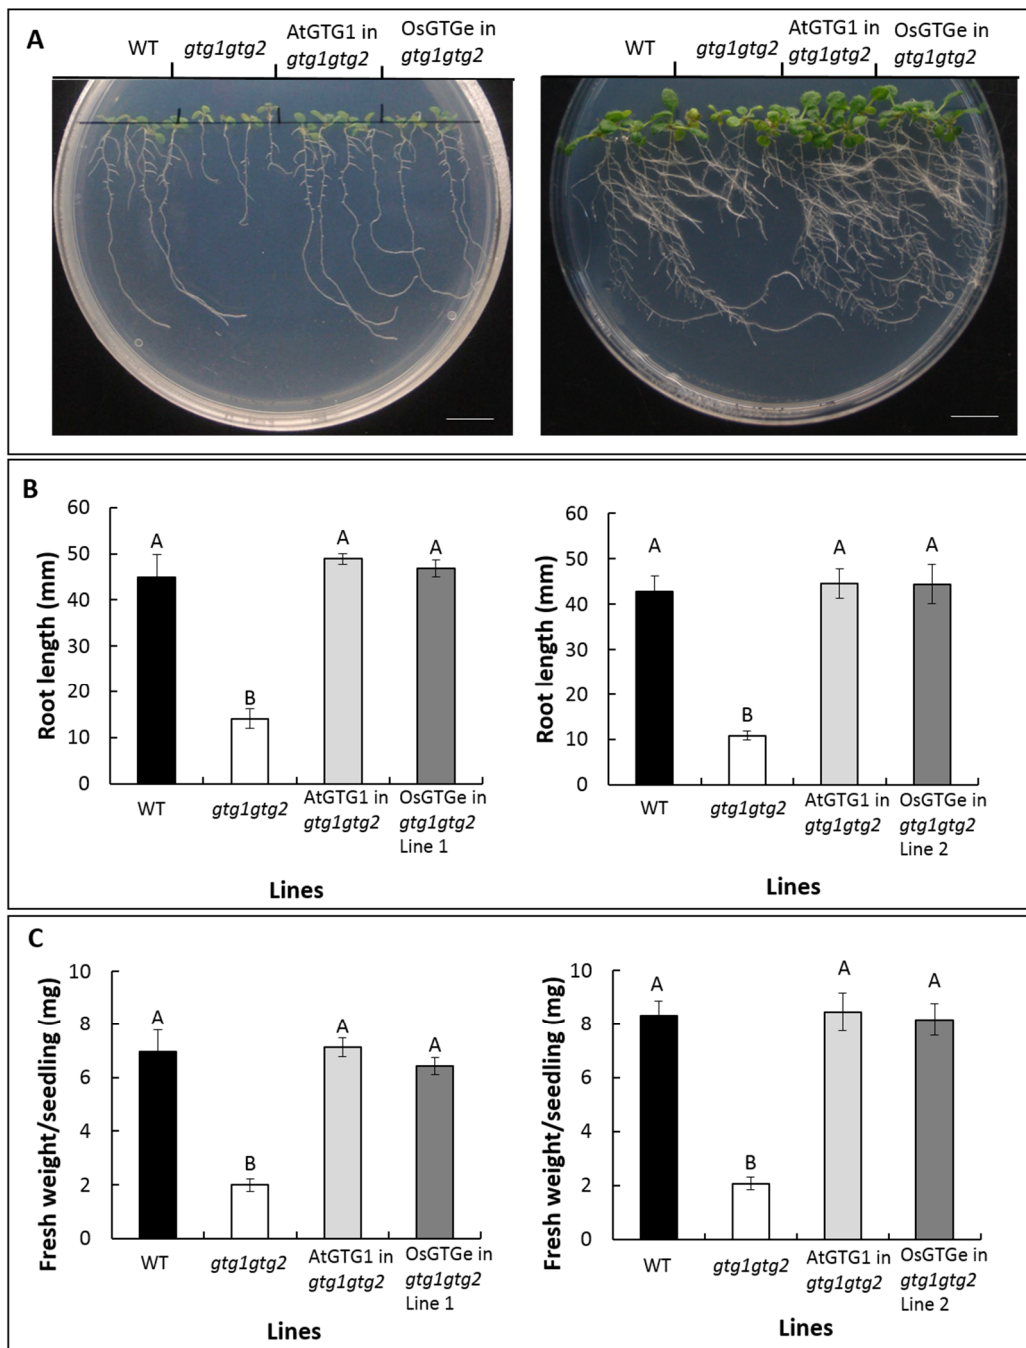 A
WT
gtg1gtg2
AtGTG1 in
gtg1gtg2
OsGTGe in
gtg1gtg2
WT
gtg1gtg2
AtGTG1 in
gtg1gtg2
OsGTGe in
gtg1gtg2
B
Root length (mm)
60
50
40
30
20
10
0
A
B
A
A
WT
gtg1gtg2
AtGTG1 in
gtg1gtg2
OsGTGe in
gtg1gtg2
Line 1
Lines
Root length (mm)
60
50
40
30
20
10
0
A
B
A
A
WT
gtg1gtg2
AtGTG1 in
gtg1gtg2
OsGTGe in
gtg1gtg2
Line 2
Lines
C
Fresh weight/seedling (mg)
10
8
6
4
2
0
A
B
A
A
WT
gtg1gtg2
AtGTG1 in
gtg1gtg2
OsGTGe in
gtg1gtg2
Line 1
Lines
Fresh weight/seedling (mg)
10
8
6
4
2
0
A
B
A
A
WT
gtg1gtg2
AtGTG1 in
gtg1gtg2
OsGTGe in
gtg1gtg2
Line 2
Lines